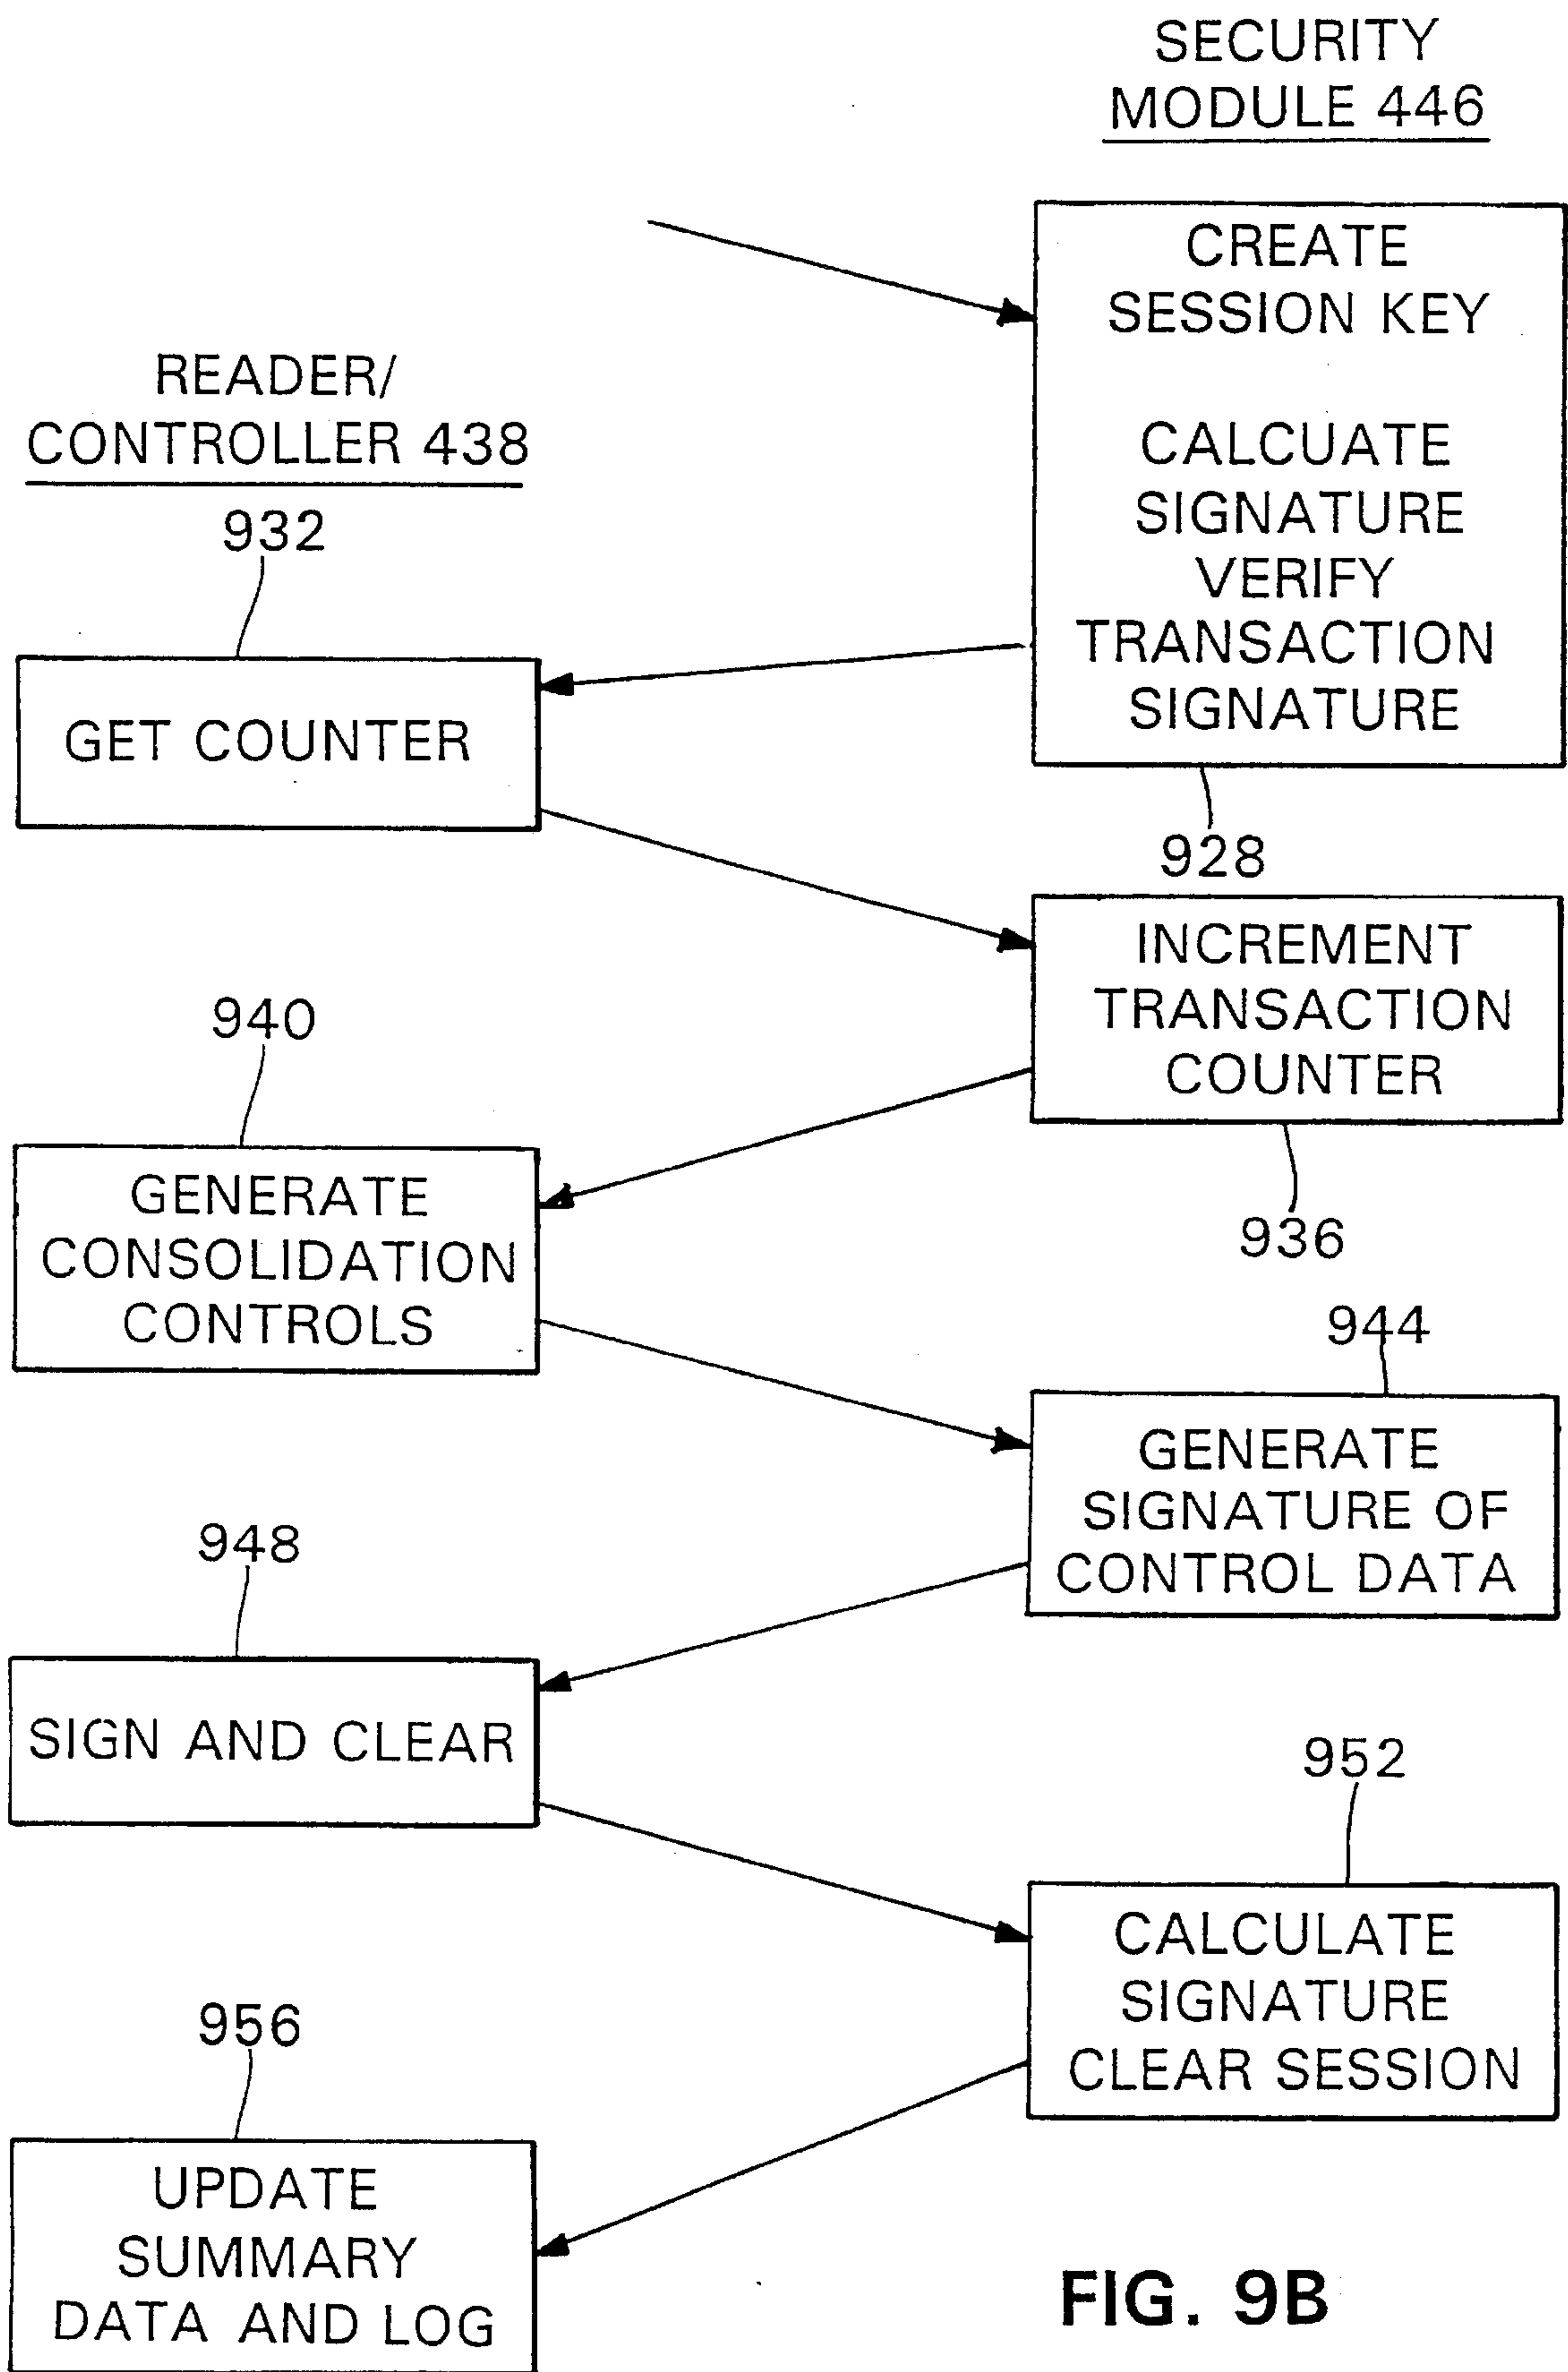 SECURITY
MODULE 446
CREATE
SESSION KEY
CALCUATE
SIGNATURE
VERIFY
TRANSACTION
SIGNATURE
928
READER/
CONTROLLER 438
932
GET COUNTER
INCREMENT
TRANSACTION
COUNTER
936
940
GENERATE
CONSOLIDATION
CONTROLS
944
GENERATE
SIGNATURE OF
CONTROL DATA
948
SIGN AND CLEAR
952
CALCULATE
SIGNATURE
CLEAR SESSION
956
UPDATE
SUMMARY
DATA AND LOG
FIG. 9B